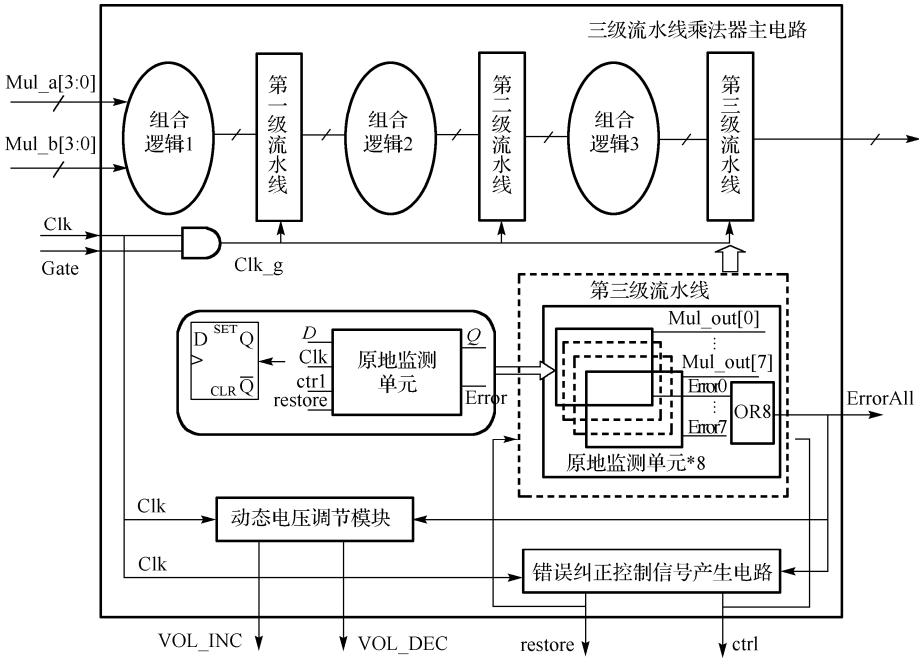 三级流水线乘法器主电路
Mul_a[3:0]
Mul_b[3:0]
组合
逻辑1
第一级流水线
组合
逻辑2
第二级流水线
组合
逻辑3
第三级流水线
Clk
Gate
Clk_g
第三级流水线
Mul_out[0]
Mul_out[7]
Error0
Error7
OR8
ErrorAll
原地监测单元*8
D
SET
Q
CLR
Q
D
Clk
ctr1
restore
原地监测
单元
Q
Error
Clk
动态电压调节模块
Clk
错误纠正控制信号产生电路
VOL_INC
VOL_DEC
restore
ctrl